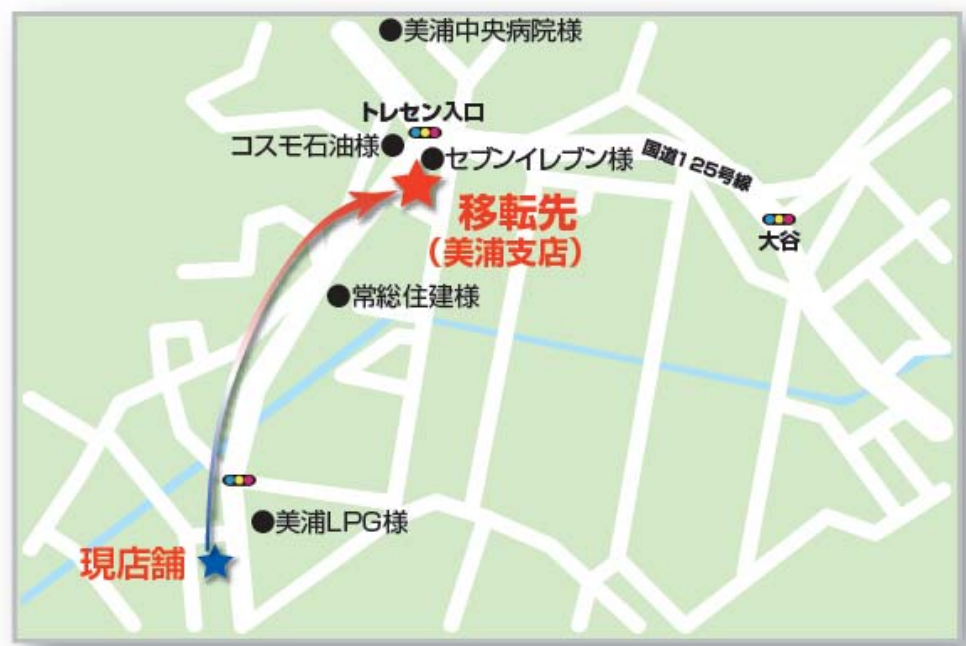 美浦中央病院様
トレセン入口
コスモ石油様
セブンイレブン様
国道125号線
移転先
（美浦支店）
大谷
常総住建様
美浦LPG様
現店舗